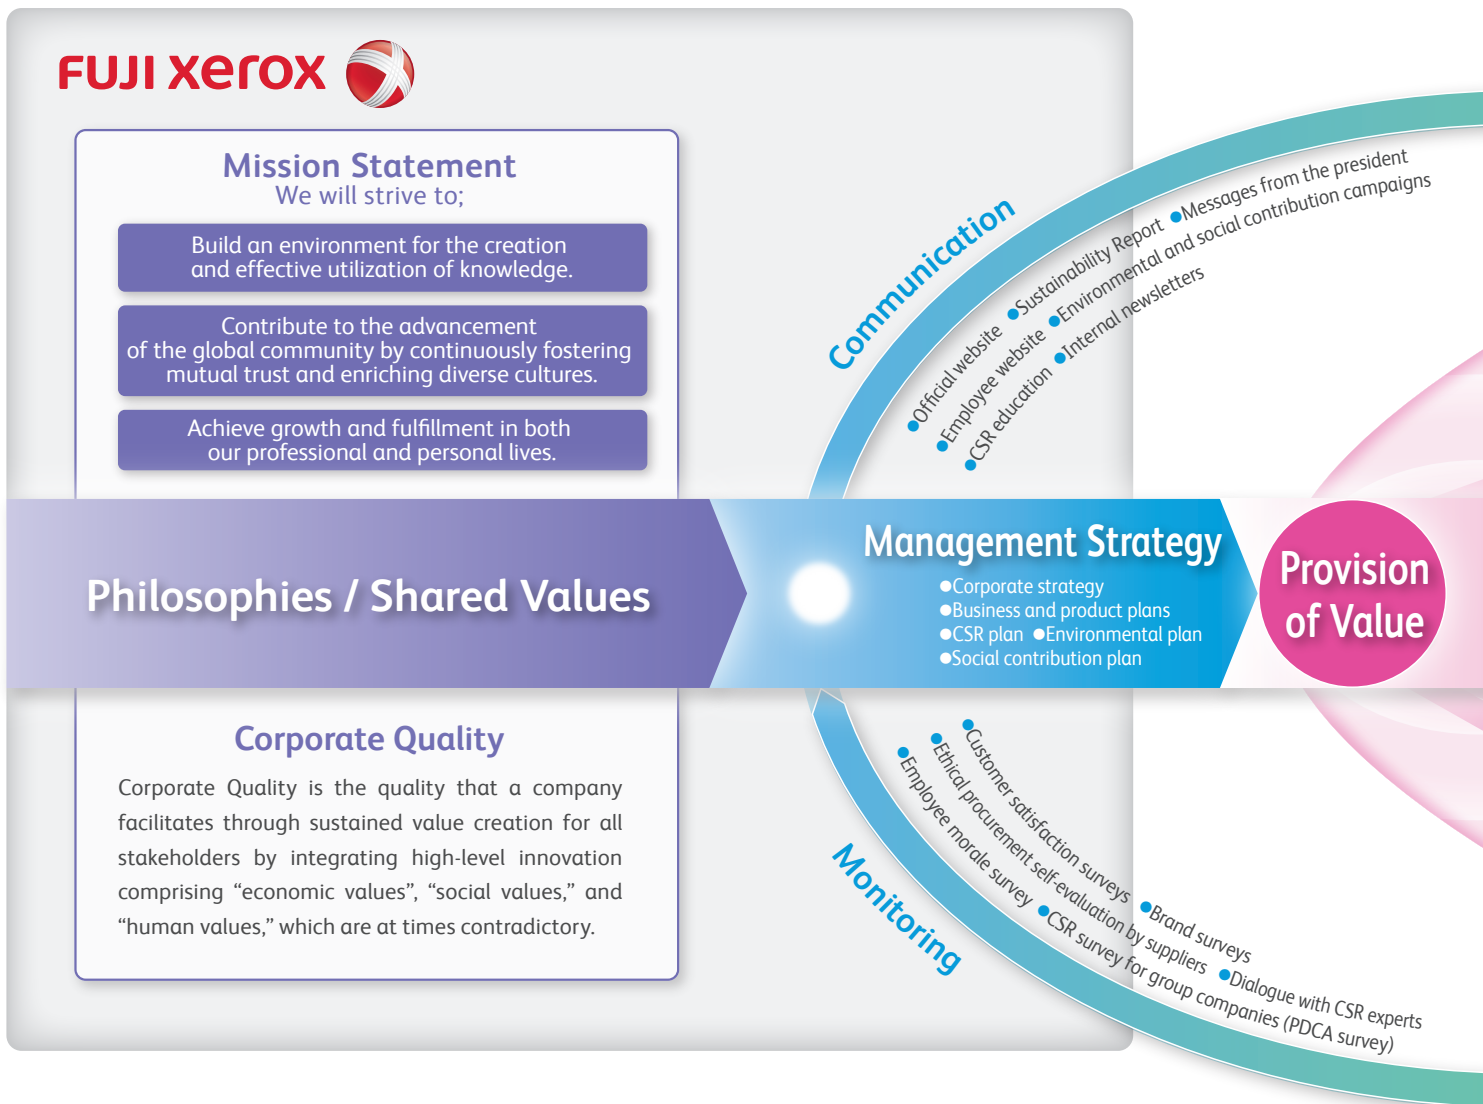 FUJI xerox
Mission Statement
We will strive to;
Build an environment for the creation
and effective utilization of knowledge.
Contribute to the advancement
of the global community by continuously fostering
mutual trust and enriching diverse cultures.
Achieve growth and fulfillment in both
our professional and personal lives.
Philosophies / Shared Values
Corporate Quality
Corporate Quality is the quality that a company
facilitates through sustained value creation for all
stakeholders by integrating high-level innovation
comprising “economic values”, “social values,” and
“human values,” which are at times contradictory.
Communication
●Official website ●Sustainability Report ●Messages from the president
●Employee website ●Environmental and social contribution campaigns
●CSR education ●Internal newsletters
Management Strategy
●Corporate strategy
●Business and product plans
●CSR plan ●Environmental plan
●Social contribution plan
Provision
of Value
Monitoring
●Customer satisfaction surveys ●Brand surveys
●Ethical procurement self-evaluation by suppliers ●Dialogue with CSR experts
●Employee morale survey ●CSR survey for group companies (PDCA survey)